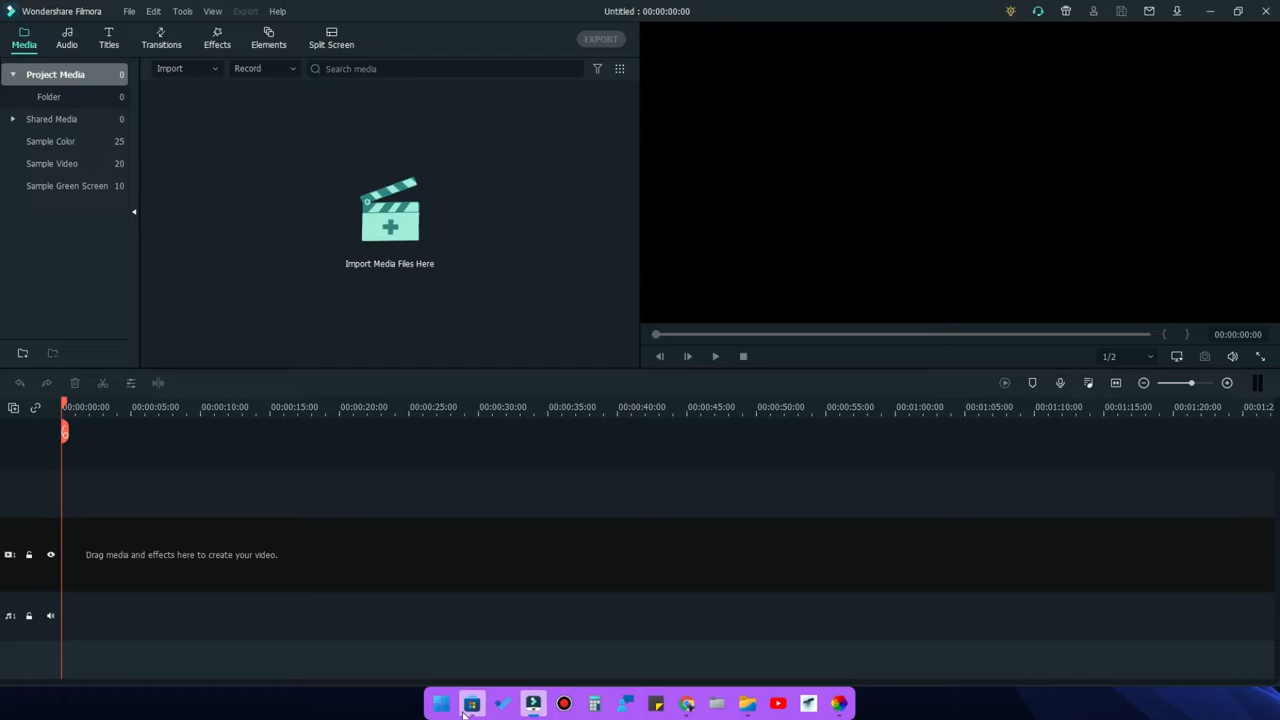 Wondershare Filmora File Edit Tools View Export Help Untitled : 00:00:00:00
Media Audio Titles Transitions Effects Elements Split Screen EXPORT
Project Media 0
Folder 0
Shared Media 0
Sample Color 25
Sample Video 20
Sample Green Screen 10
Import Record Search media
Import Media Files Here
00:00:00:00
1/2
00:00:00:00 00:00:05:00 00:00:10:00 00:00:15:00 00:00:20:00 00:00:25:00 00:00:30:00 00:00:35:00 00:00:40:00 00:00:45:00 00:00:50:00 00:00:55:00 00:01:00:00 00:01:05:00 00:01:10:00 00:01:15:00 00:01:20:00 00:01:2
1 Drag media and effects here to create your video.
1